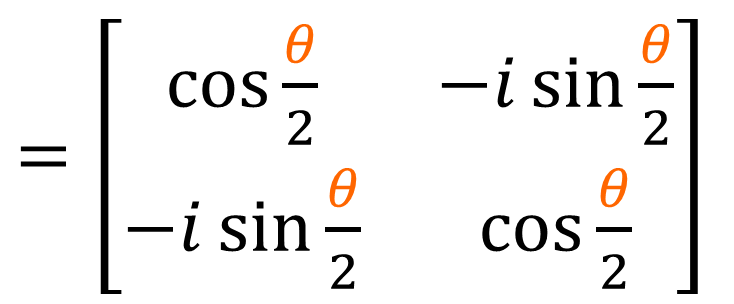 = [ cos θ/2 −i sin θ/2
−i sin θ/2 cos θ/2 ]